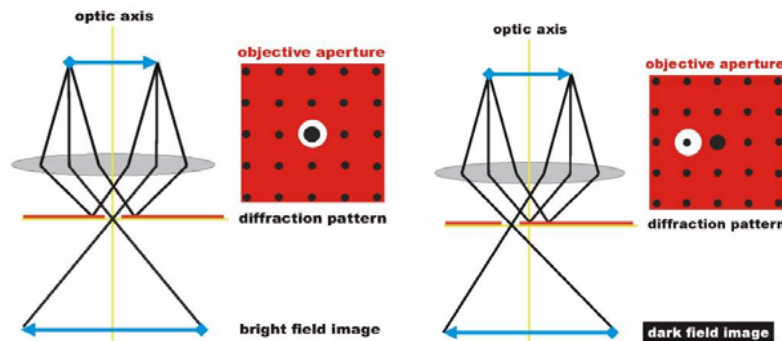 optic axis
objective aperture
diffraction pattern
bright field image
optic axis
objective aperture
diffraction pattern
dark field image